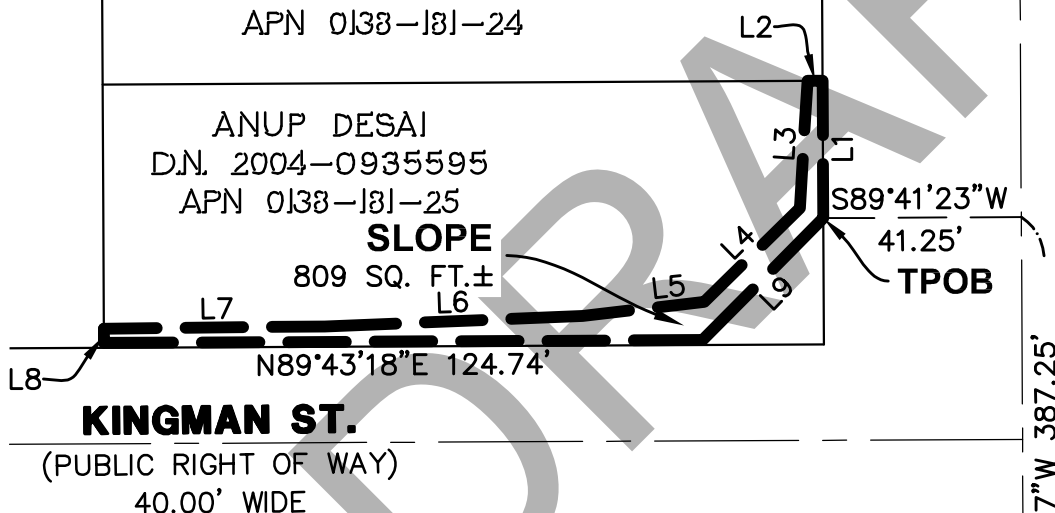 APN 0138-181-24
L2
ANUP DESAI
D.N. 2004-0935595
APN 0138-181-25
L3
L1
S89°41'23"W
41.25'
TPOB
SLOPE
809 SQ. FT.±
L4
L5
L9
L6
L7
N89°43'18"E 124.74'
L8
KINGMAN ST.
(PUBLIC RIGHT OF WAY)
40.00' WIDE
7"W 387.25'
DRAF